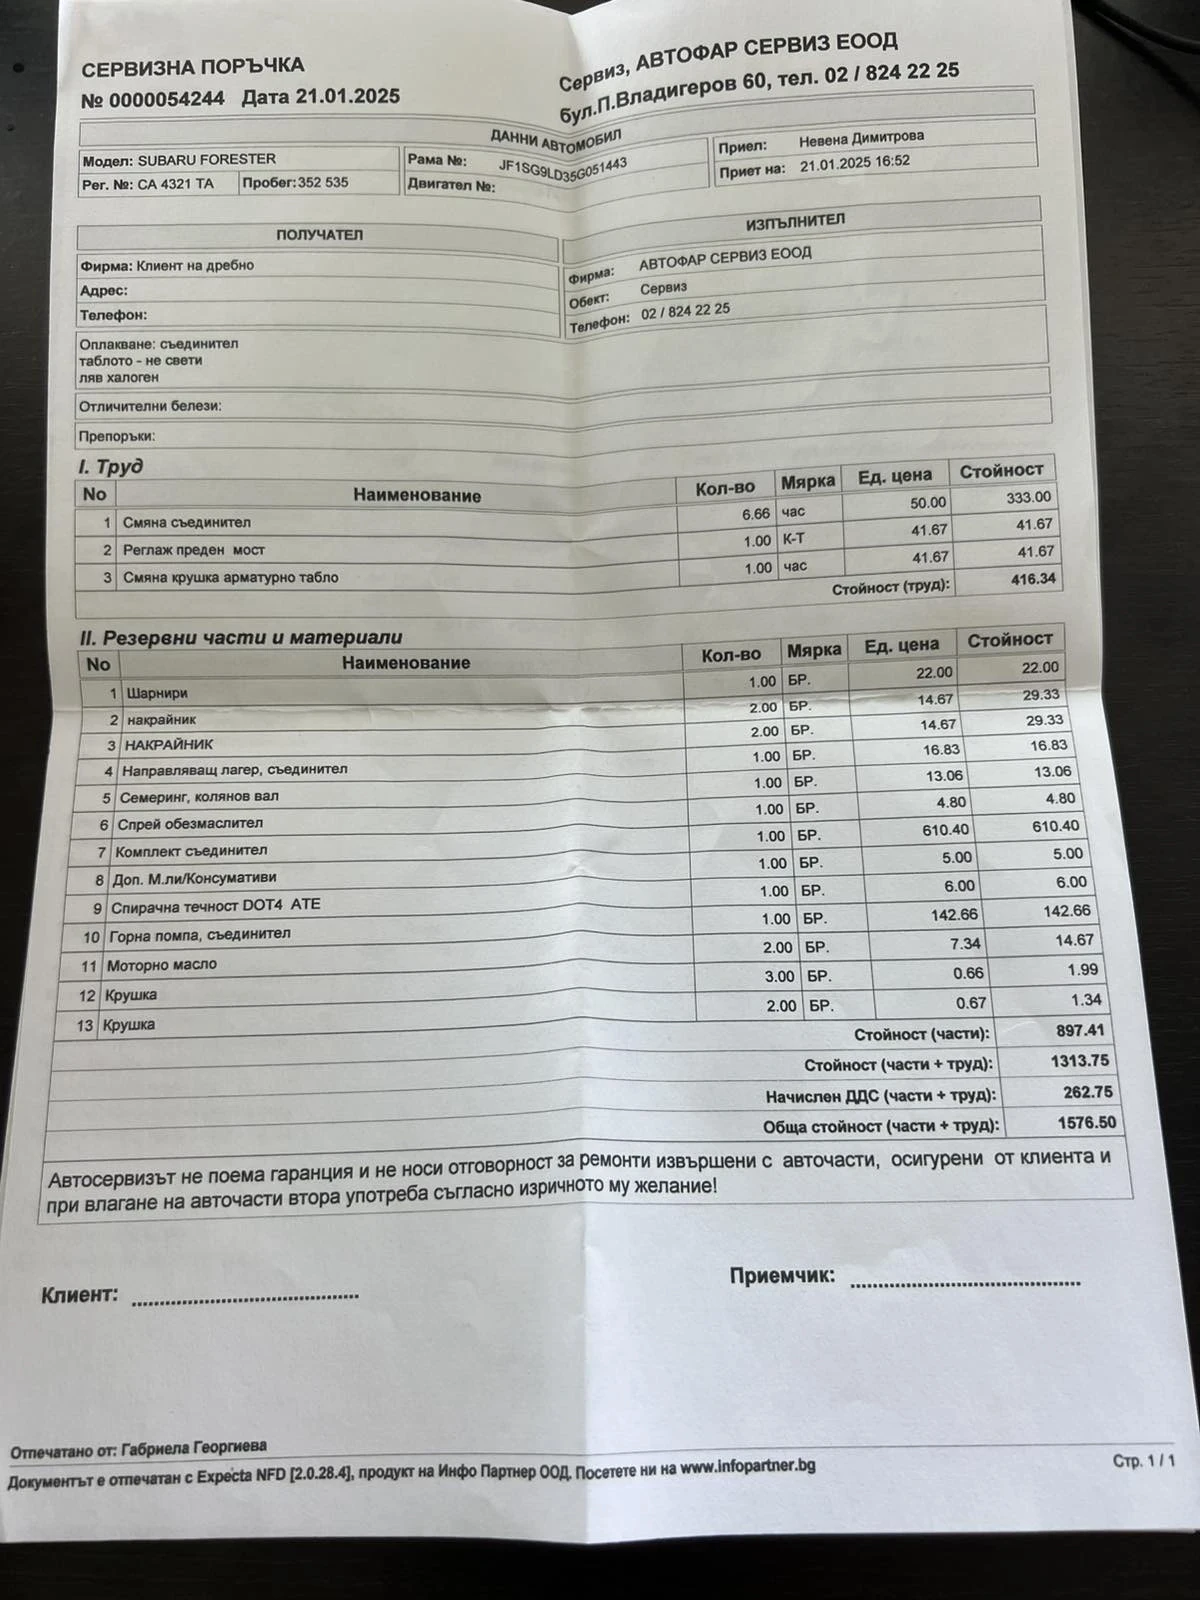 СЕРВИЗНА ПОРЪЧКА
№ 0000054244 Дата 21.01.2025
Сервиз, АВТОФАР СЕРВИЗ ЕООД
бул.П.Владигеров 60, тел. 02 / 824 22 25
ДАННИ АВТОМОБИЛ
Модел: SUBARU FORESTER
Рег. №: CA 4321 TA Пробег: 352 535
Рама №: JF1SG9LD35G051443
Двигател №:
Приел: Невена Димитрова
Приет на: 21.01.2025 16:52
ПОЛУЧАТЕЛ
Фирма: Клиент на дребно
Адрес:
Телефон:
ИЗПЪЛНИТЕЛ
Фирма: АВТОФАР СЕРВИЗ ЕООД
Обект: Сервиз
Телефон: 02 / 824 22 25
Оплакване: съединител
таблото - не свети
ляв халоген
Отличителни белези:
Препоръки:
I. Труд
No Наименование Кол-во Мярка Ед. цена Стойност
1 Смяна съединител 6.66 час 50.00 333.00
2 Реглаж преден мост 1.00 К-Т 41.67 41.67
3 Смяна крушка арматурно табло 1.00 час 41.67 41.67
Стойност (труд): 416.34
II. Резервни части и материали
No Наименование Кол-во Мярка Ед. цена Стойност
1 Шарнири 1.00 БР. 22.00 22.00
2 накрайник 2.00 БР. 14.67 29.33
3 НАКРАЙНИК 2.00 БР. 14.67 29.33
4 Направляващ лагер, съединител 1.00 БР. 16.83 16.83
5 Семеринг, колянов вал 1.00 БР. 13.06 13.06
6 Спрей обезмаслител 1.00 БР. 4.80 4.80
7 Комплект съединител 1.00 БР. 610.40 610.40
8 Доп. М.ли/Консумативи 1.00 БР. 5.00 5.00
9 Спирачна течност DOT4 ATE 1.00 БР. 6.00 6.00
10 Горна помпа, съединител 1.00 БР. 142.66 142.66
11 Моторно масло 2.00 БР. 7.34 14.67
12 Крушка 3.00 БР. 0.66 1.99
13 Крушка 2.00 БР. 0.67 1.34
Стойност (части): 897.41
Стойност (части + труд): 1313.75
Начислен ДДС (части + труд): 262.75
Обща стойност (части + труд): 1576.50
Автосервизът не поема гаранция и не носи отговорност за ремонти извършени с авточасти, осигурени от клиента и
при влагане на авточасти втора употреба съгласно изричното му желание!
Клиент: ........................................
Приемчик: ........................................
Отпечатано от: Габриела Георгиева
Документът е отпечатан с Expecta NFD [2.0.28.4], продукт на Инфо Партнер ООД, Посетете ни на www.infopartner.bg
Стр. 1 / 1